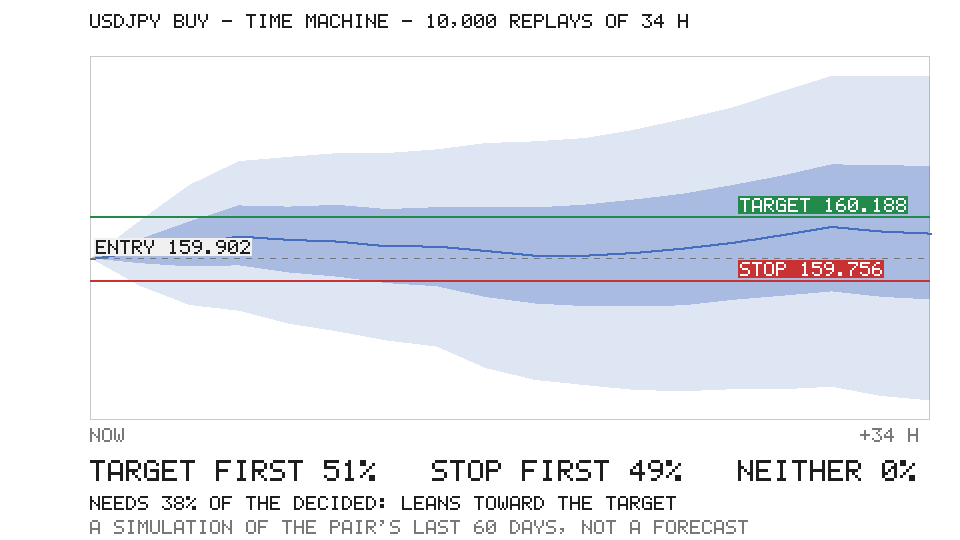 USDJPY BUY - TIME MACHINE - 10,000 REPLAYS OF 34 H
TARGET 160.188
ENTRY 159.902
STOP 159.756
NOW +34 H
TARGET FIRST 51% STOP FIRST 49% NEITHER 0%
NEEDS 38% OF THE DECIDED: LEANS TOWARD THE TARGET
A SIMULATION OF THE PAIR'S LAST 60 DAYS, NOT A FORECAST